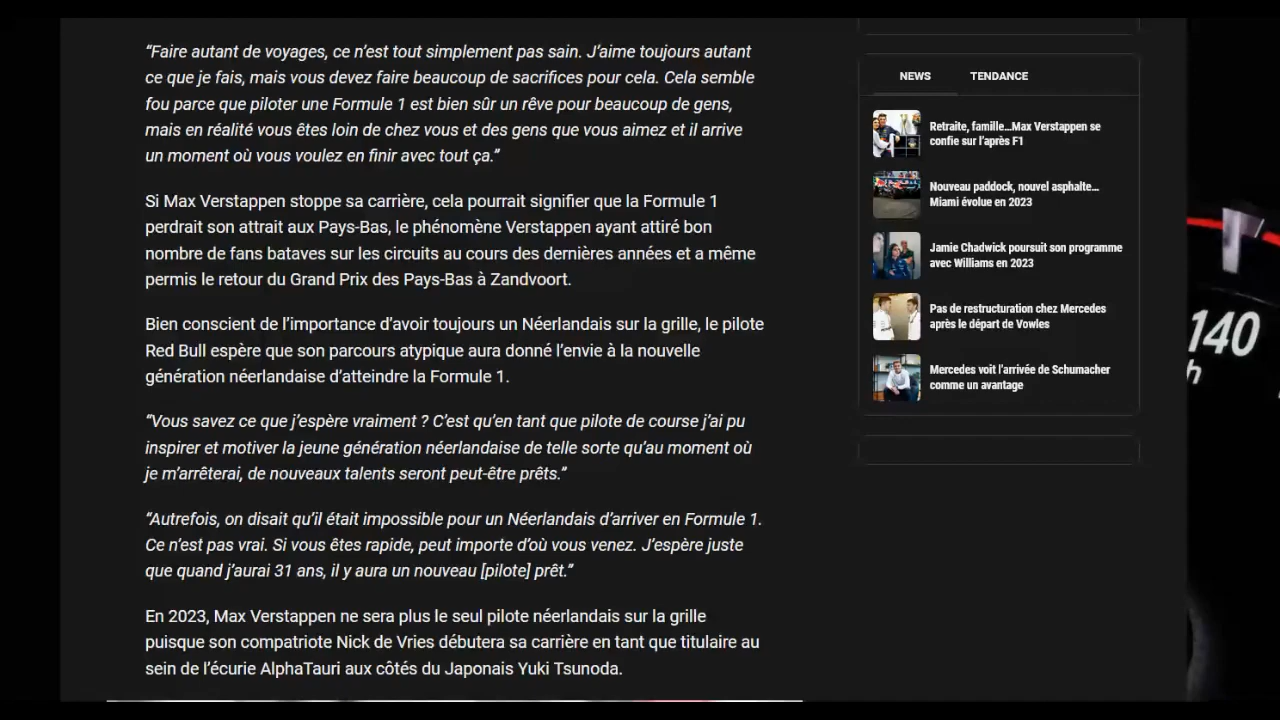 “Faire autant de voyages, ce n’est tout simplement pas sain. J’aime toujours autant
ce que je fais, mais vous devez faire beaucoup de sacrifices pour cela. Cela semble
fou parce que piloter une Formule 1 est bien sûr un rêve pour beaucoup de gens,
mais en réalité vous êtes loin de chez vous et des gens que vous aimez et il arrive
un moment où vous voulez en finir avec tout ça.”
Si Max Verstappen stoppe sa carrière, cela pourrait signifier que la Formule 1
perdrait son attrait aux Pays-Bas, le phénomène Verstappen ayant attiré bon
nombre de fans bataves sur les circuits au cours des dernières années et a même
permis le retour du Grand Prix des Pays-Bas à Zandvoort.
Bien conscient de l’importance d’avoir toujours un Néerlandais sur la grille, le pilote
Red Bull espère que son parcours atypique aura donné l’envie à la nouvelle
génération néerlandaise d’atteindre la Formule 1.
“Vous savez ce que j’espère vraiment ? C’est qu’en tant que pilote de course j’ai pu
inspirer et motiver la jeune génération néerlandaise de telle sorte qu’au moment où
je m’arrêterai, de nouveaux talents seront peut-être prêts.”
“Autrefois, on disait qu’il était impossible pour un Néerlandais d’arriver en Formule 1.
Ce n’est pas vrai. Si vous êtes rapide, peut importe d’où vous venez. J’espère juste
que quand j’aurai 31 ans, il y aura un nouveau [pilote] prêt.”
En 2023, Max Verstappen ne sera plus le seul pilote néerlandais sur la grille
puisque son compatriote Nick de Vries débutera sa carrière en tant que titulaire au
sein de l’écurie AlphaTauri aux côtés du Japonais Yuki Tsunoda.
NEWS TENDANCE
Retraite, famille…Max Verstappen se
confie sur l’après F1
Nouveau paddock, nouvel asphalte…
Miami évolue en 2023
Jamie Chadwick poursuit son programme
avec Williams en 2023
Pas de restructuration chez Mercedes
après le départ de Vowles
Mercedes voit l’arrivée de Schumacher
comme un avantage
140
h